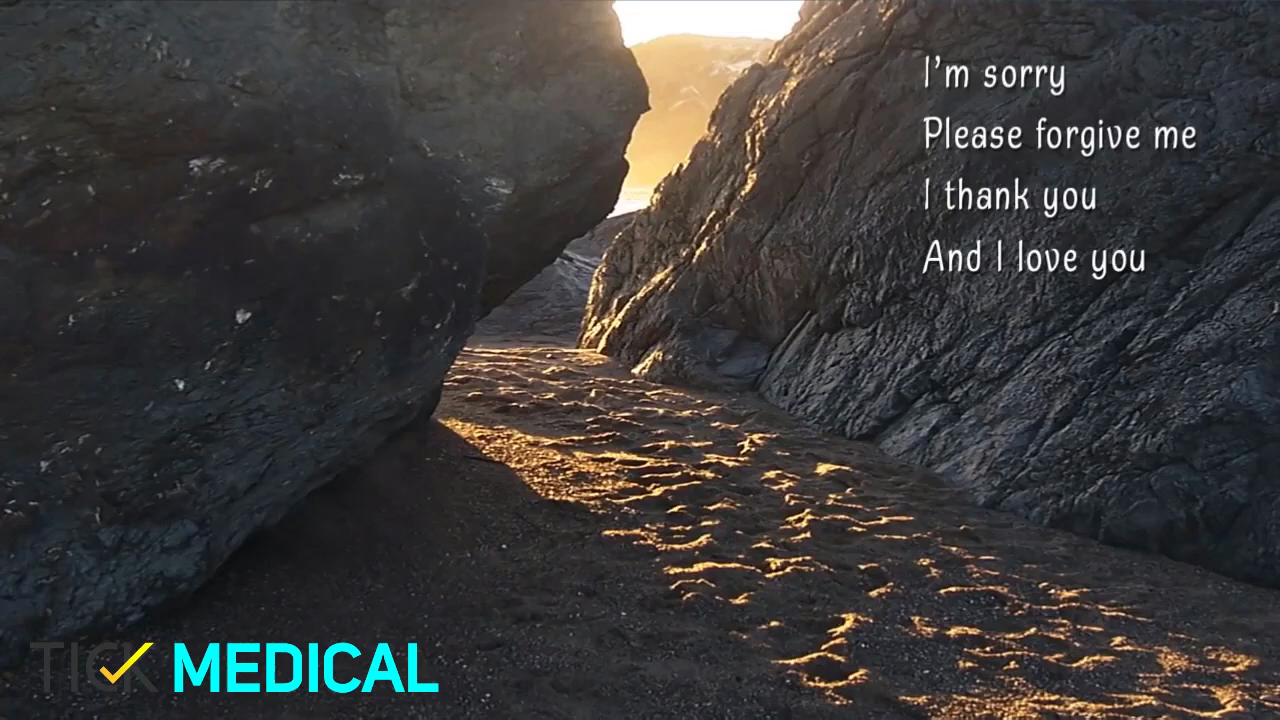 I'm sorry
Please forgive me
I thank you
And I love you
TICK MEDICAL